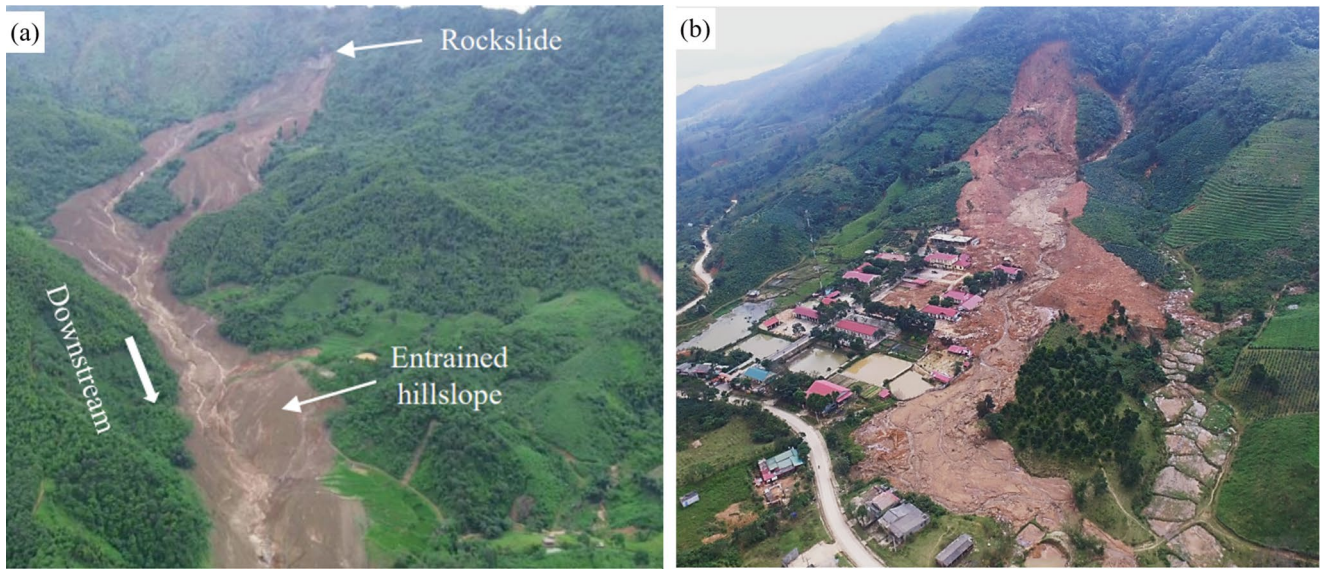 (a)
Rockslide
Downstream
Entrained
hillslope
(b)